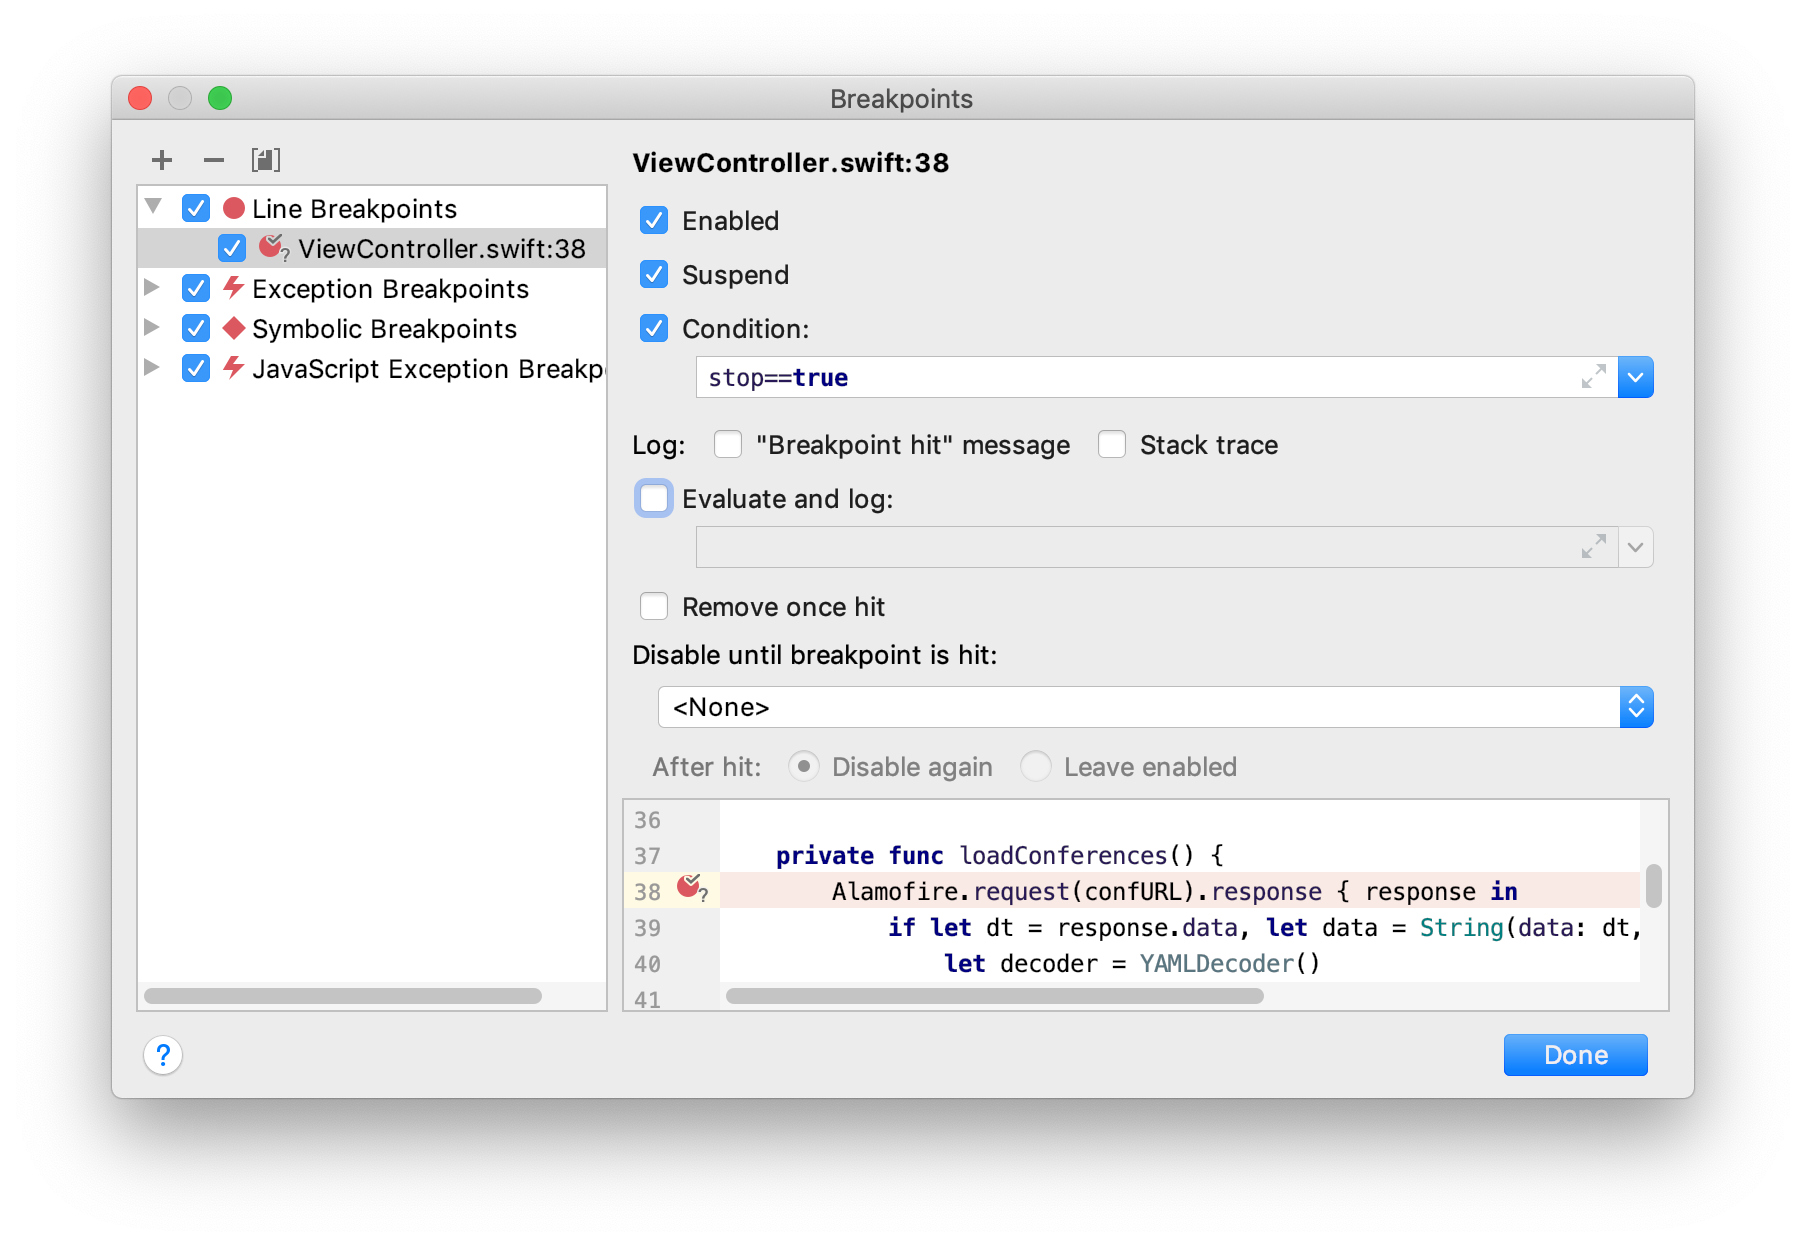 Breakpoints
Line Breakpoints
ViewController.swift:38
Exception Breakpoints
Symbolic Breakpoints
JavaScript Exception Breakp
ViewController.swift:38
Enabled
Suspend
Condition:
stop==true
Log: "Breakpoint hit" message Stack trace
Evaluate and log:
Remove once hit
Disable until breakpoint is hit:
<None>
After hit: Disable again Leave enabled
36
37 private func loadConferences() {
38 ? Alamofire.request(confURL).response { response in
39 if let dt = response.data, let data = String(data: dt,
40 let decoder = YAMLDecoder()
41
?
Done